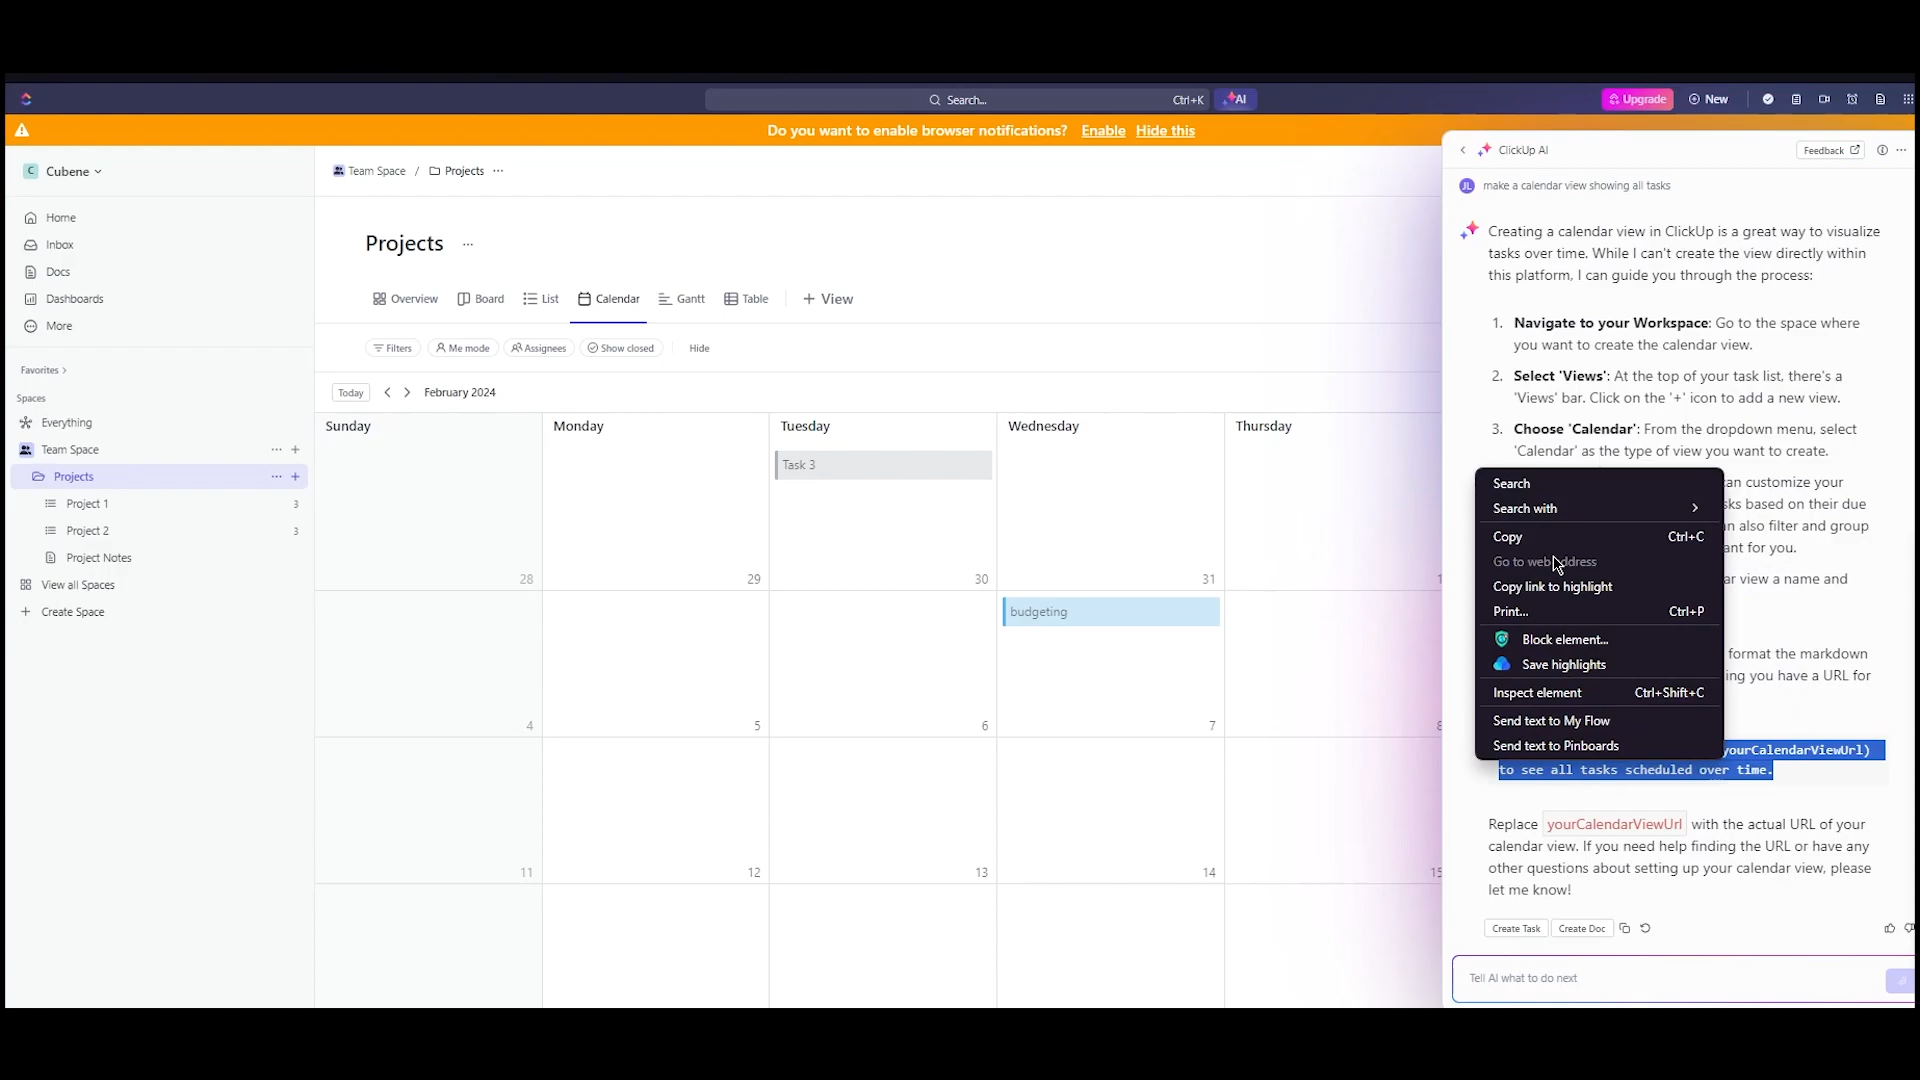 Search...
Ctrl+K
AI
Upgrade
New
Do you want to enable browser notifications? Enable Hide this
C Cubene
Home
Inbox
Docs
Dashboards
More
Favorites
Spaces
Everything
Team Space
Projects
Project 1 3
Project 2 3
Project Notes
View all Spaces
Create Space
Team Space / Projects
Projects
Overview Board List Calendar Gantt Table + View
Filters Me mode Assignees Show closed Hide
Today February 2024
Sunday Monday Tuesday Wednesday Thursday
Task 3
28 29 30 31 1
budgeting
4 5 6 7 8
11 12 13 14 15
ClickUp AI
Feedback
JL make a calendar view showing all tasks
Creating a calendar view in ClickUp is a great way to visualize
tasks over time. While I can't create the view directly within
this platform, I can guide you through the process:
1. Navigate to your Workspace: Go to the space where
you want to create the calendar view.
2. Select 'Views': At the top of your task list, there's a
'Views' bar. Click on the '+' icon to add a new view.
3. Choose 'Calendar': From the dropdown menu, select
'Calendar' as the type of view you want to create.
an customize your
sks based on their due
n also filter and group
ant for you.
ar view a name and
format the markdown
ing you have a URL for
yourCalendarViewUrl)
to see all tasks scheduled over time.
Search
Search with
Copy Ctrl+C
Go to web address
Copy link to highlight
Print... Ctrl+P
Block element...
Save highlights
Inspect element Ctrl+Shift+C
Send text to My Flow
Send text to Pinboards
Replace yourCalendarViewUrl with the actual URL of your
calendar view. If you need help finding the URL or have any
other questions about setting up your calendar view, please
let me know!
Create Task Create Doc
Tell AI what to do next